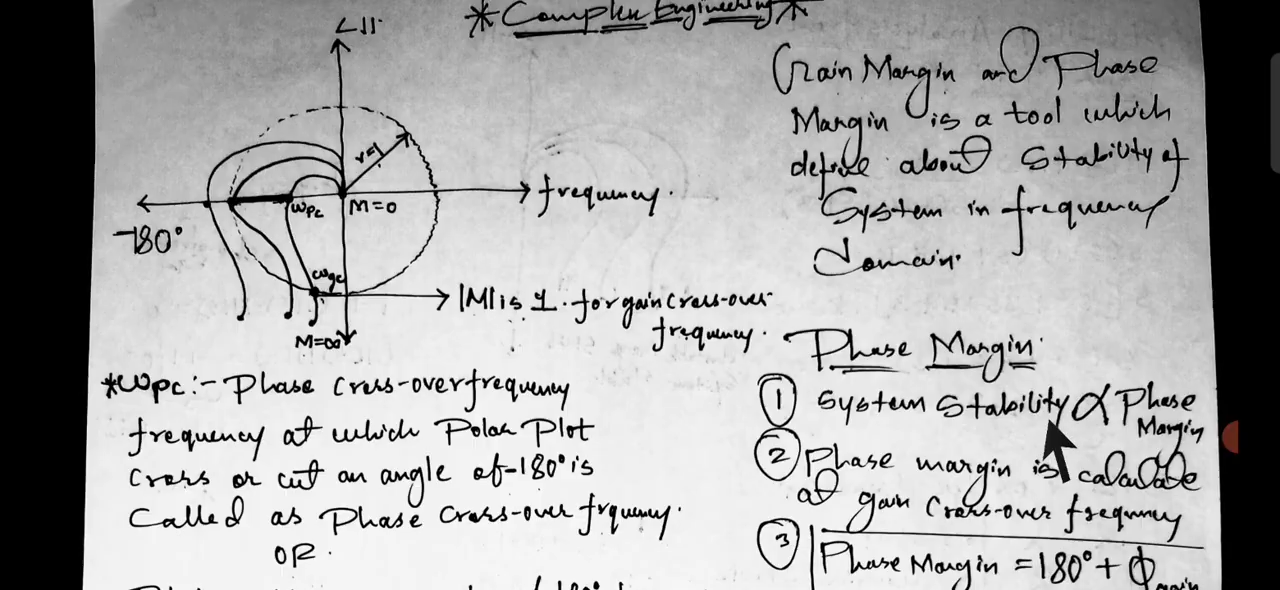 *Complex Engineering*
∠11·
r=1
frequency.
ωpc
M=0
-180°
ωgc
|M| is 1. for gain cross-over
frequency.
M=∞
Gain Margin and Phase
Margin is a tool which
define about Stability of
System in frequency
domain.
*ωpc:- Phase cross-over frequency
frequency at which Polar Plot
Cross or cut an angle of -180° is
Called as Phase Cross-over frquency.
OR.
Phase Margin
① System Stability ∝ Phase
Margin
② Phase margin is calculate
at gain Cross-over frequency
③ Phase Margin = 180° + Φ